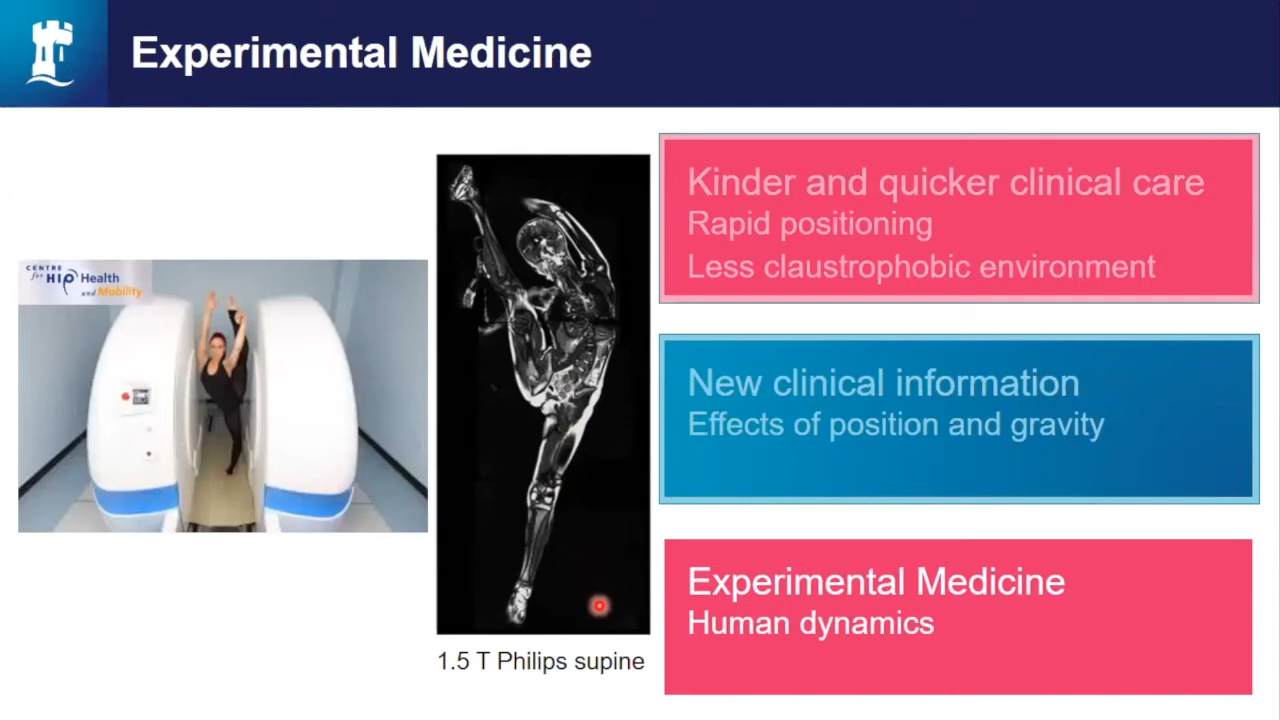 Experimental Medicine
CENTRE
for HIP Health
and Mobility
1.5 T Philips supine
Kinder and quicker clinical care
Rapid positioning
Less claustrophobic environment
New clinical information
Effects of position and gravity
Experimental Medicine
Human dynamics